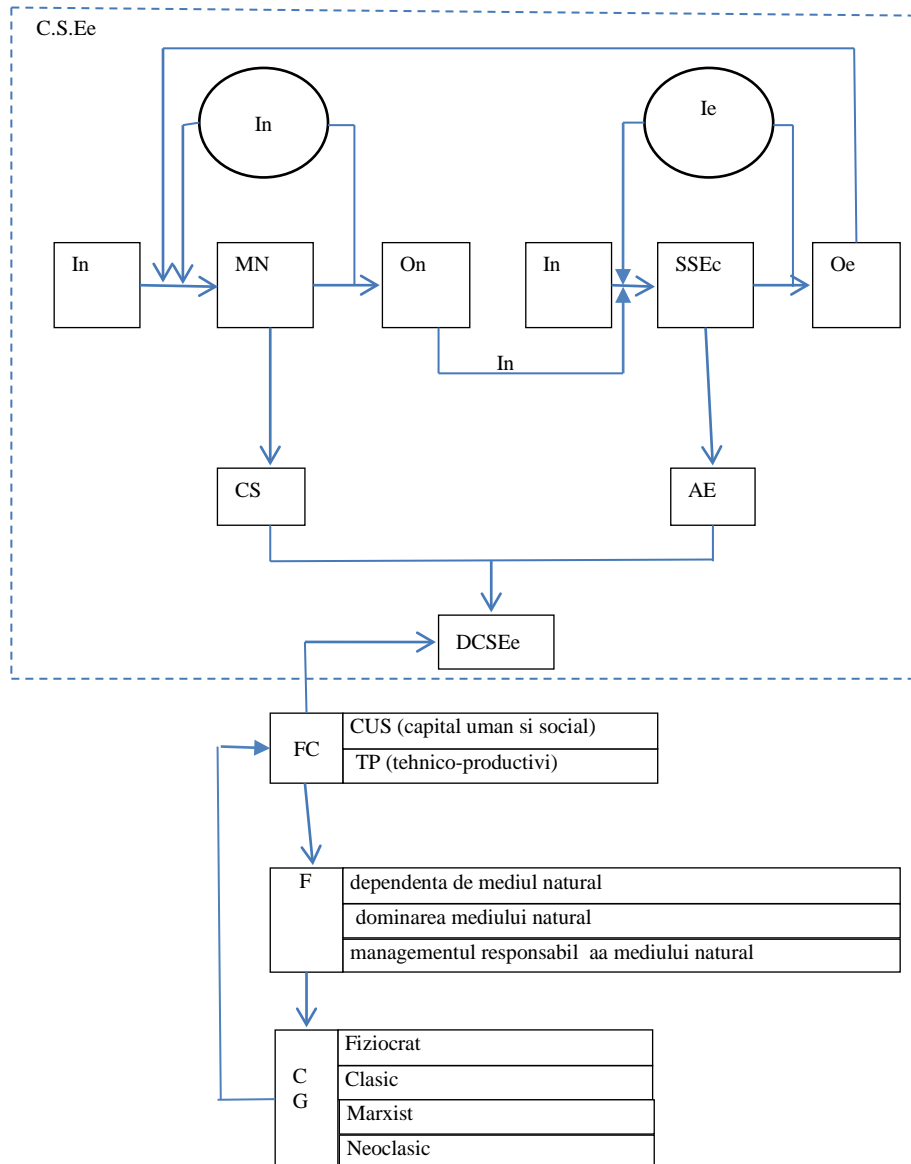 C.S.Ee
In
Ie
In
MN
On
In
SSEc
Oe
In
CS
AE
DCSEe
FC
CUS (capital uman si social)
TP (tehnico-productivi)
F
dependenta de mediul natural
dominarea mediului natural
managementul responsabil aa mediului natural
C
G
Fiziocrat
Clasic
Marxist
Neoclasic